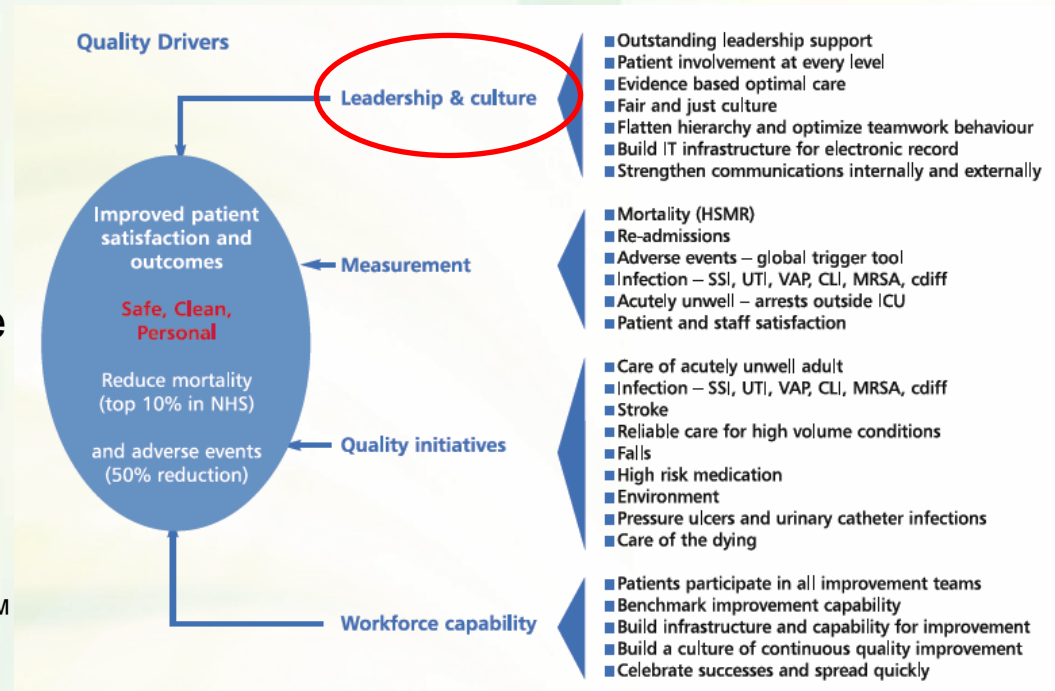 Quality Drivers
Leadership & culture
■Outstanding leadership support
■Patient involvement at every level
■Evidence based optimal care
■Fair and just culture
■Flatten hierarchy and optimize teamwork behaviour
■Build IT infrastructure for electronic record
■Strengthen communications internally and externally
Improved patient
satisfaction and
outcomes
Safe, Clean,
Personal
Reduce mortality
(top 10% in NHS)
and adverse events
(50% reduction)
Measurement
■Mortality (HSMR)
■Re-admissions
■Adverse events – global trigger tool
■Infection – SSI, UTI, VAP, CLI, MRSA, cdiff
■Acutely unwell – arrests outside ICU
■Patient and staff satisfaction
Quality initiatives
■Care of acutely unwell adult
■Infection – SSI, UTI, VAP, CLI, MRSA, cdiff
■Stroke
■Reliable care for high volume conditions
■Falls
■High risk medication
■Environment
■Pressure ulcers and urinary catheter infections
■Care of the dying
Workforce capability
■Patients participate in all improvement teams
■Benchmark improvement capability
■Build infrastructure and capability for improvement
■Build a culture of continuous quality improvement
■Celebrate successes and spread quickly